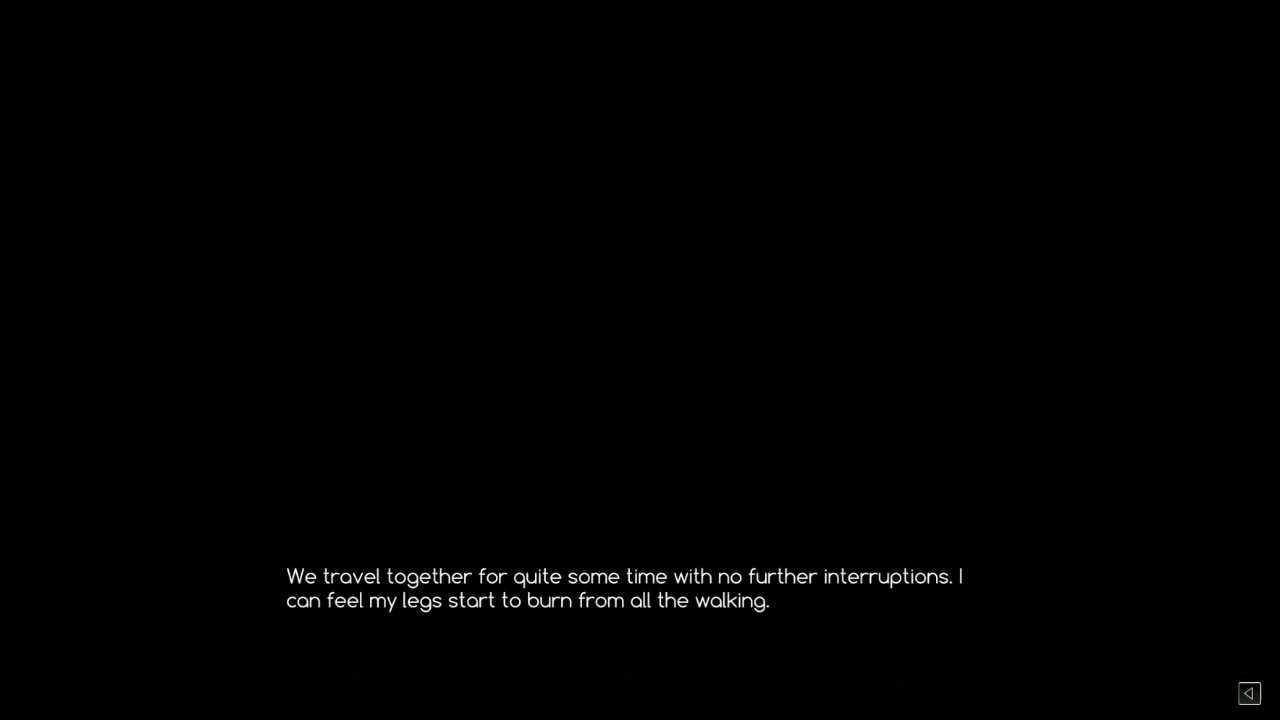 We travel together for quite some time with no further interruptions. I
can feel my legs start to burn from all the walking.